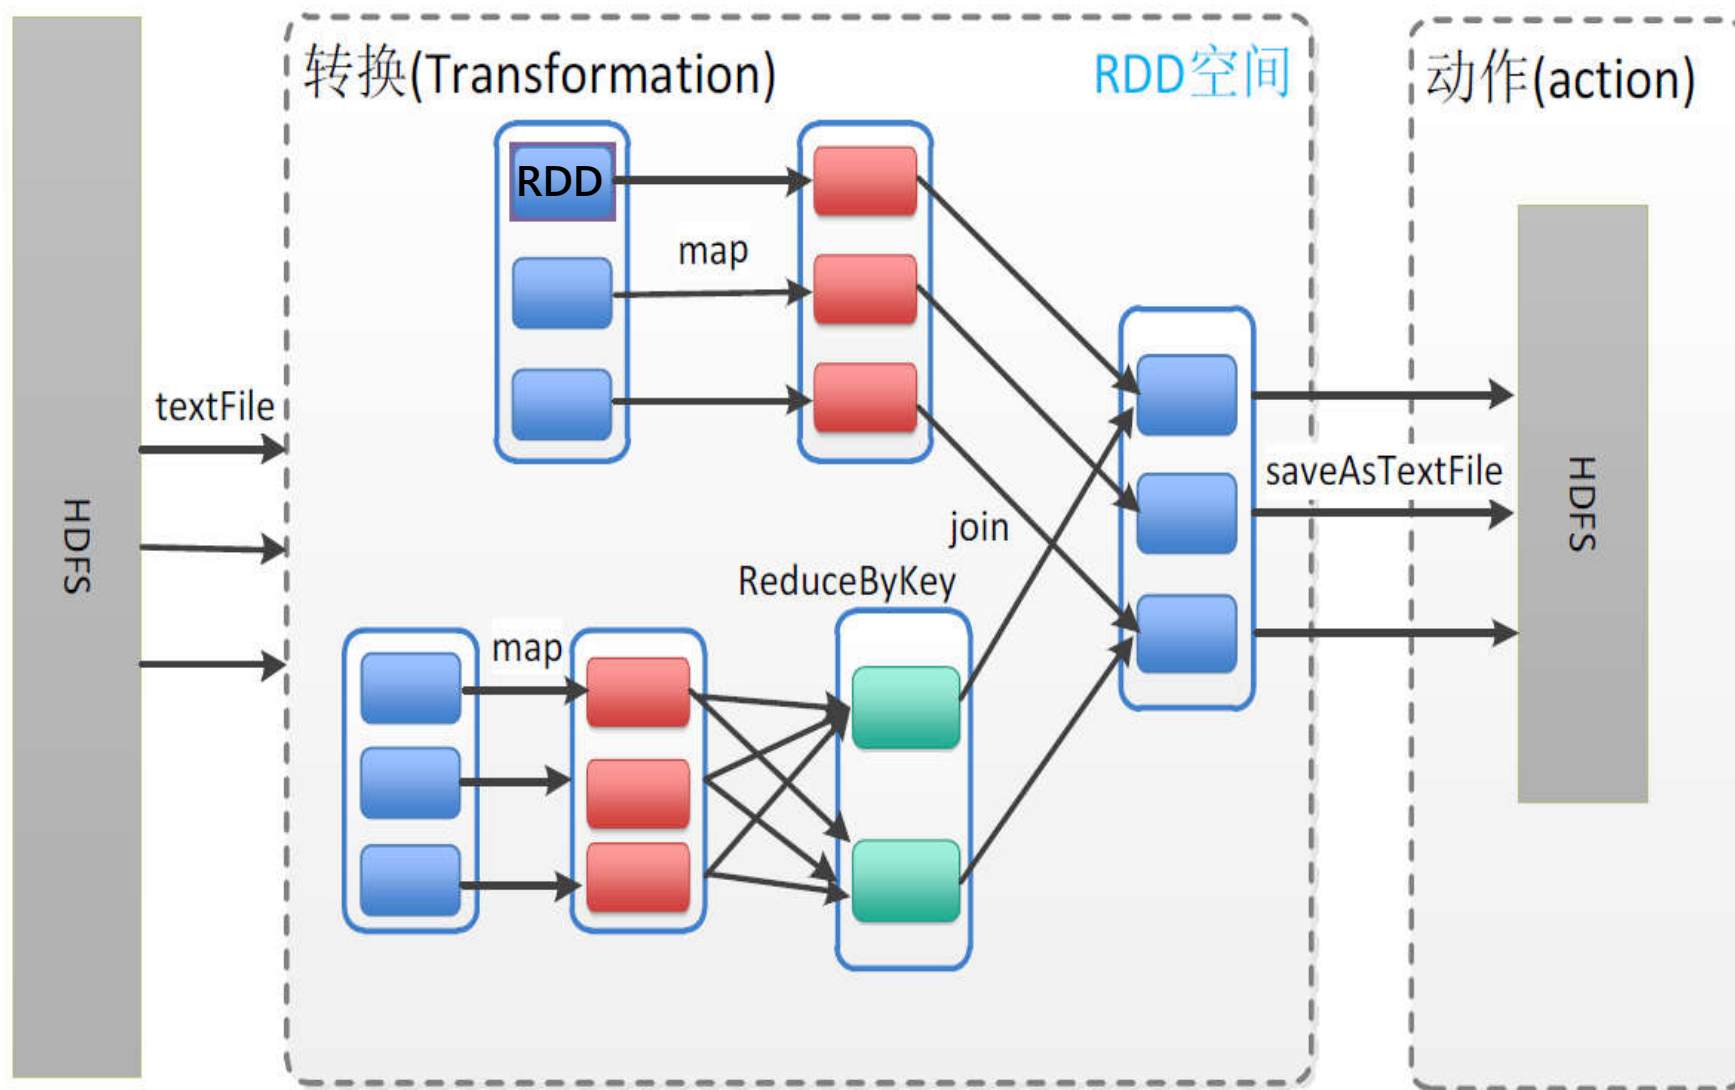 转换(Transformation)
RDD空间
动作(action)
RDD
map
textFile
HDFS
saveAsTextFile
HDFS
join
ReduceByKey
map